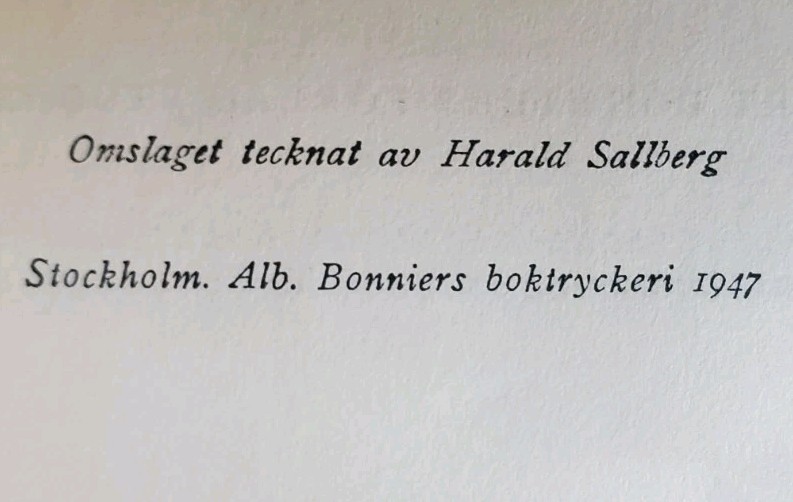 Omslaget tecknat av Harald Sallberg
Stockholm. Alb. Bonniers boktryckeri 1947